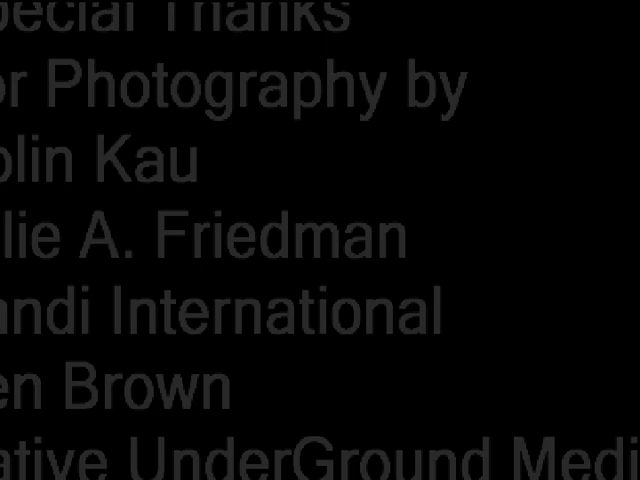 pecial Thanks
or Photography by
olin Kau
lie A. Friedman
andi International
en Brown
ative UnderGround Medi